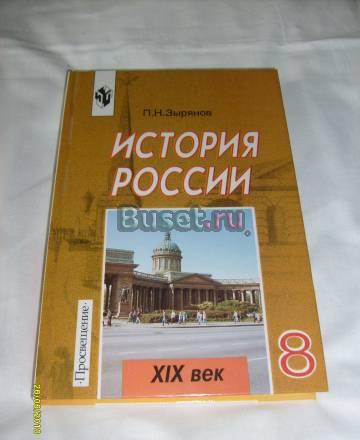 П.Н.Зырянов
ИСТОРИЯ
РОССИИ
Buset.ru
·Просвещение·
XIX век
8